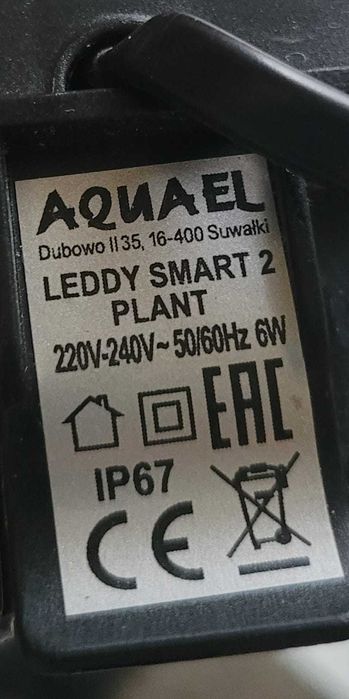 AQUAEL
Dubowo II 35, 16-400 Suwałki
LEDDY SMART 2
PLANT
220V-240V~ 50/60Hz 6W
EAC
IP67
CE